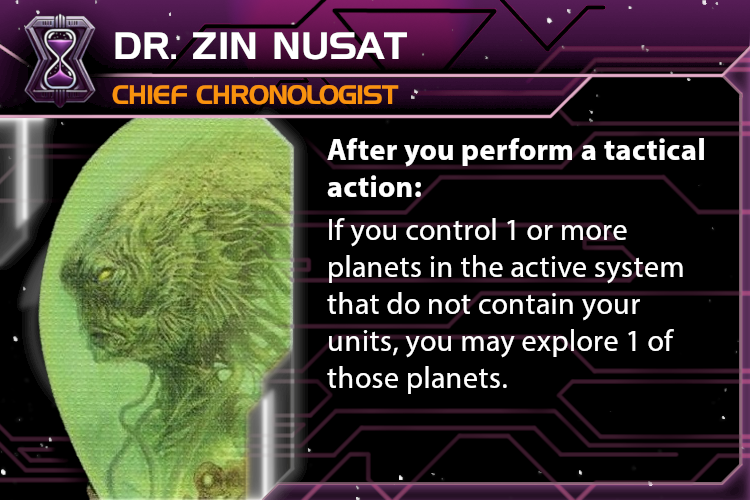 DR. ZIN NUSAT
CHIEF CHRONOLOGIST
After you perform a tactical
action:
If you control 1 or more
planets in the active system
that do not contain your
units, you may explore 1 of
those planets.